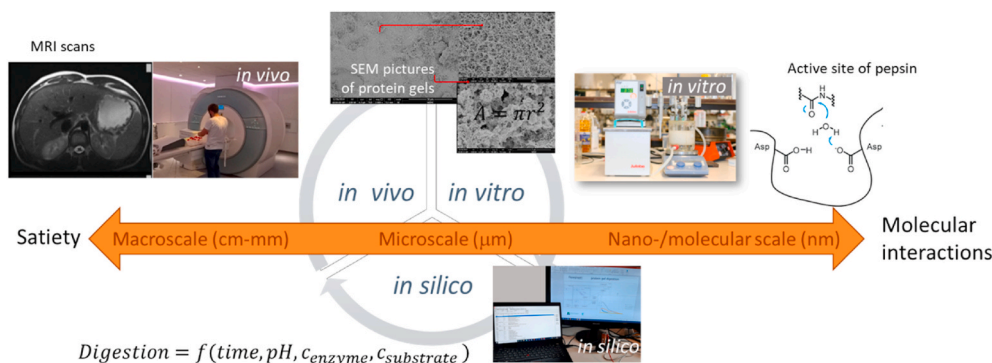 MRI scans
in vivo
SEM pictures
of protein gels
A = πr²
in vitro
Active site of pepsin
O
N
H
H
O
H
Asp
O
H
O
O
Asp
O
in vivo
in vitro
Satiety
Macroscale (cm-mm)
Microscale (μm)
Nano-/molecular scale (nm)
Molecular
interactions
in silico
in silico
Digestion = f(time, pH, c_enzyme, c_substrate)